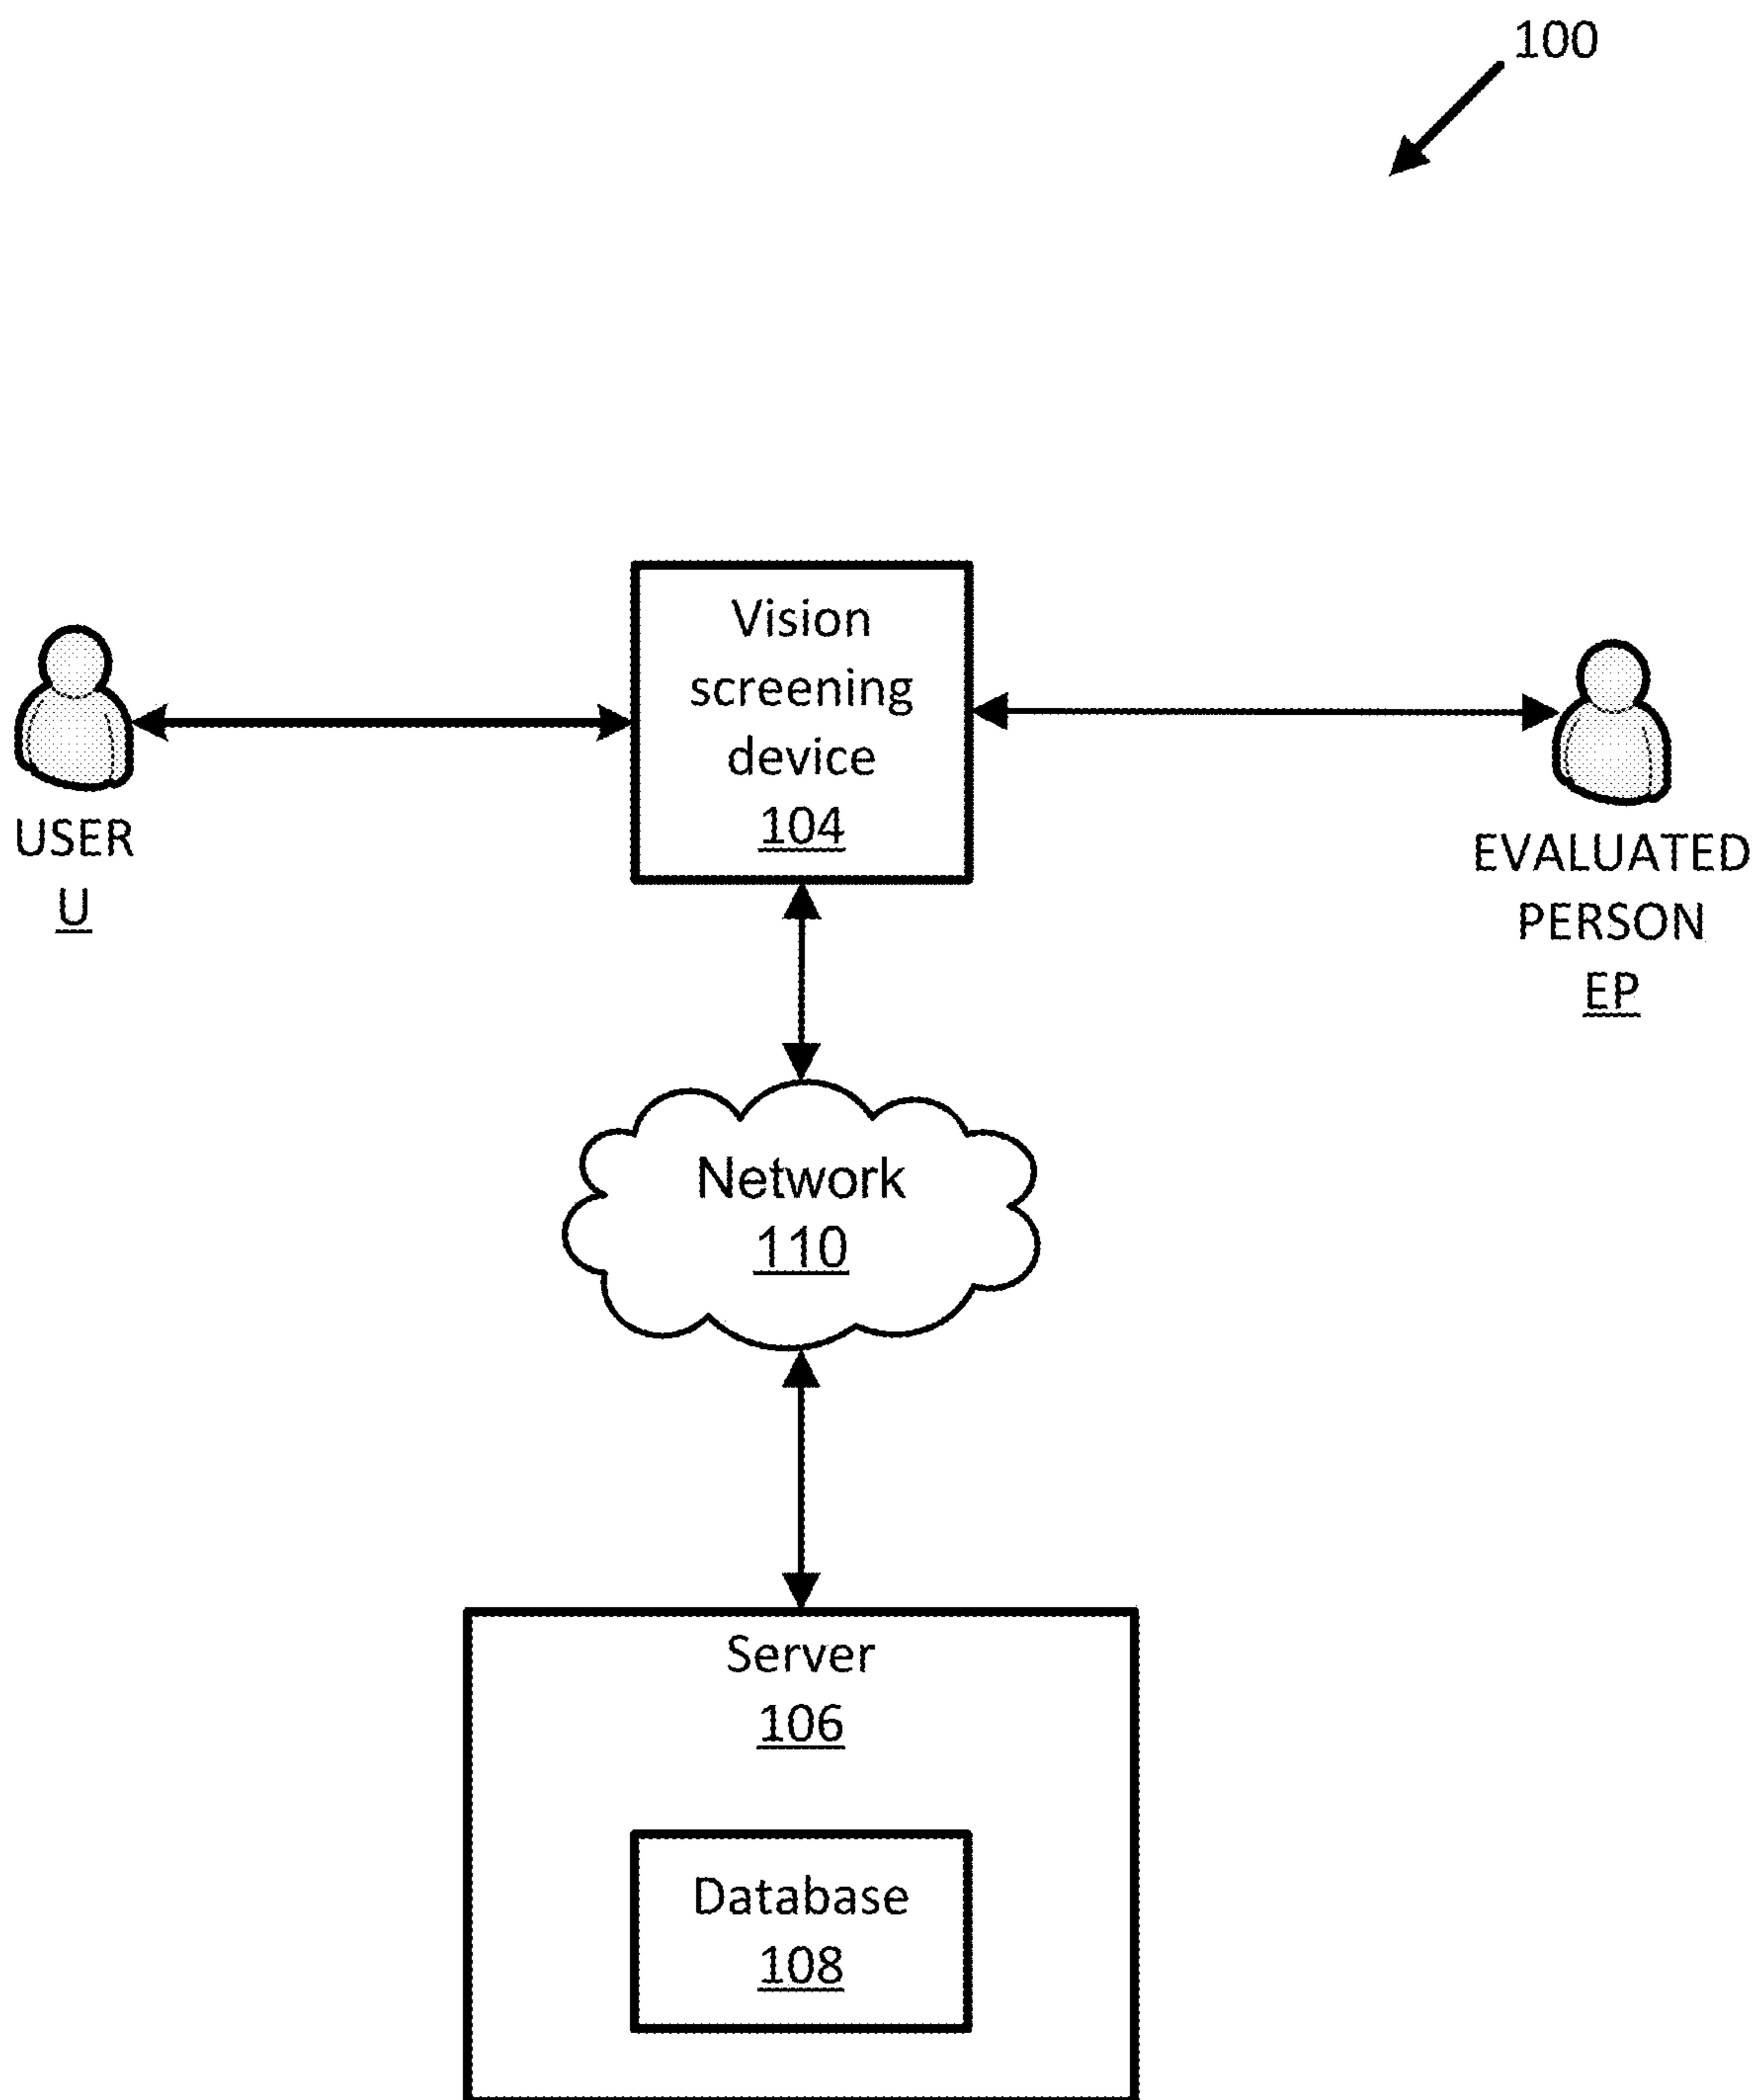 100
Vision
screening
device
104
USER
U
EVALUATED
PERSON
EP
Network
110
Server
106
Database
108